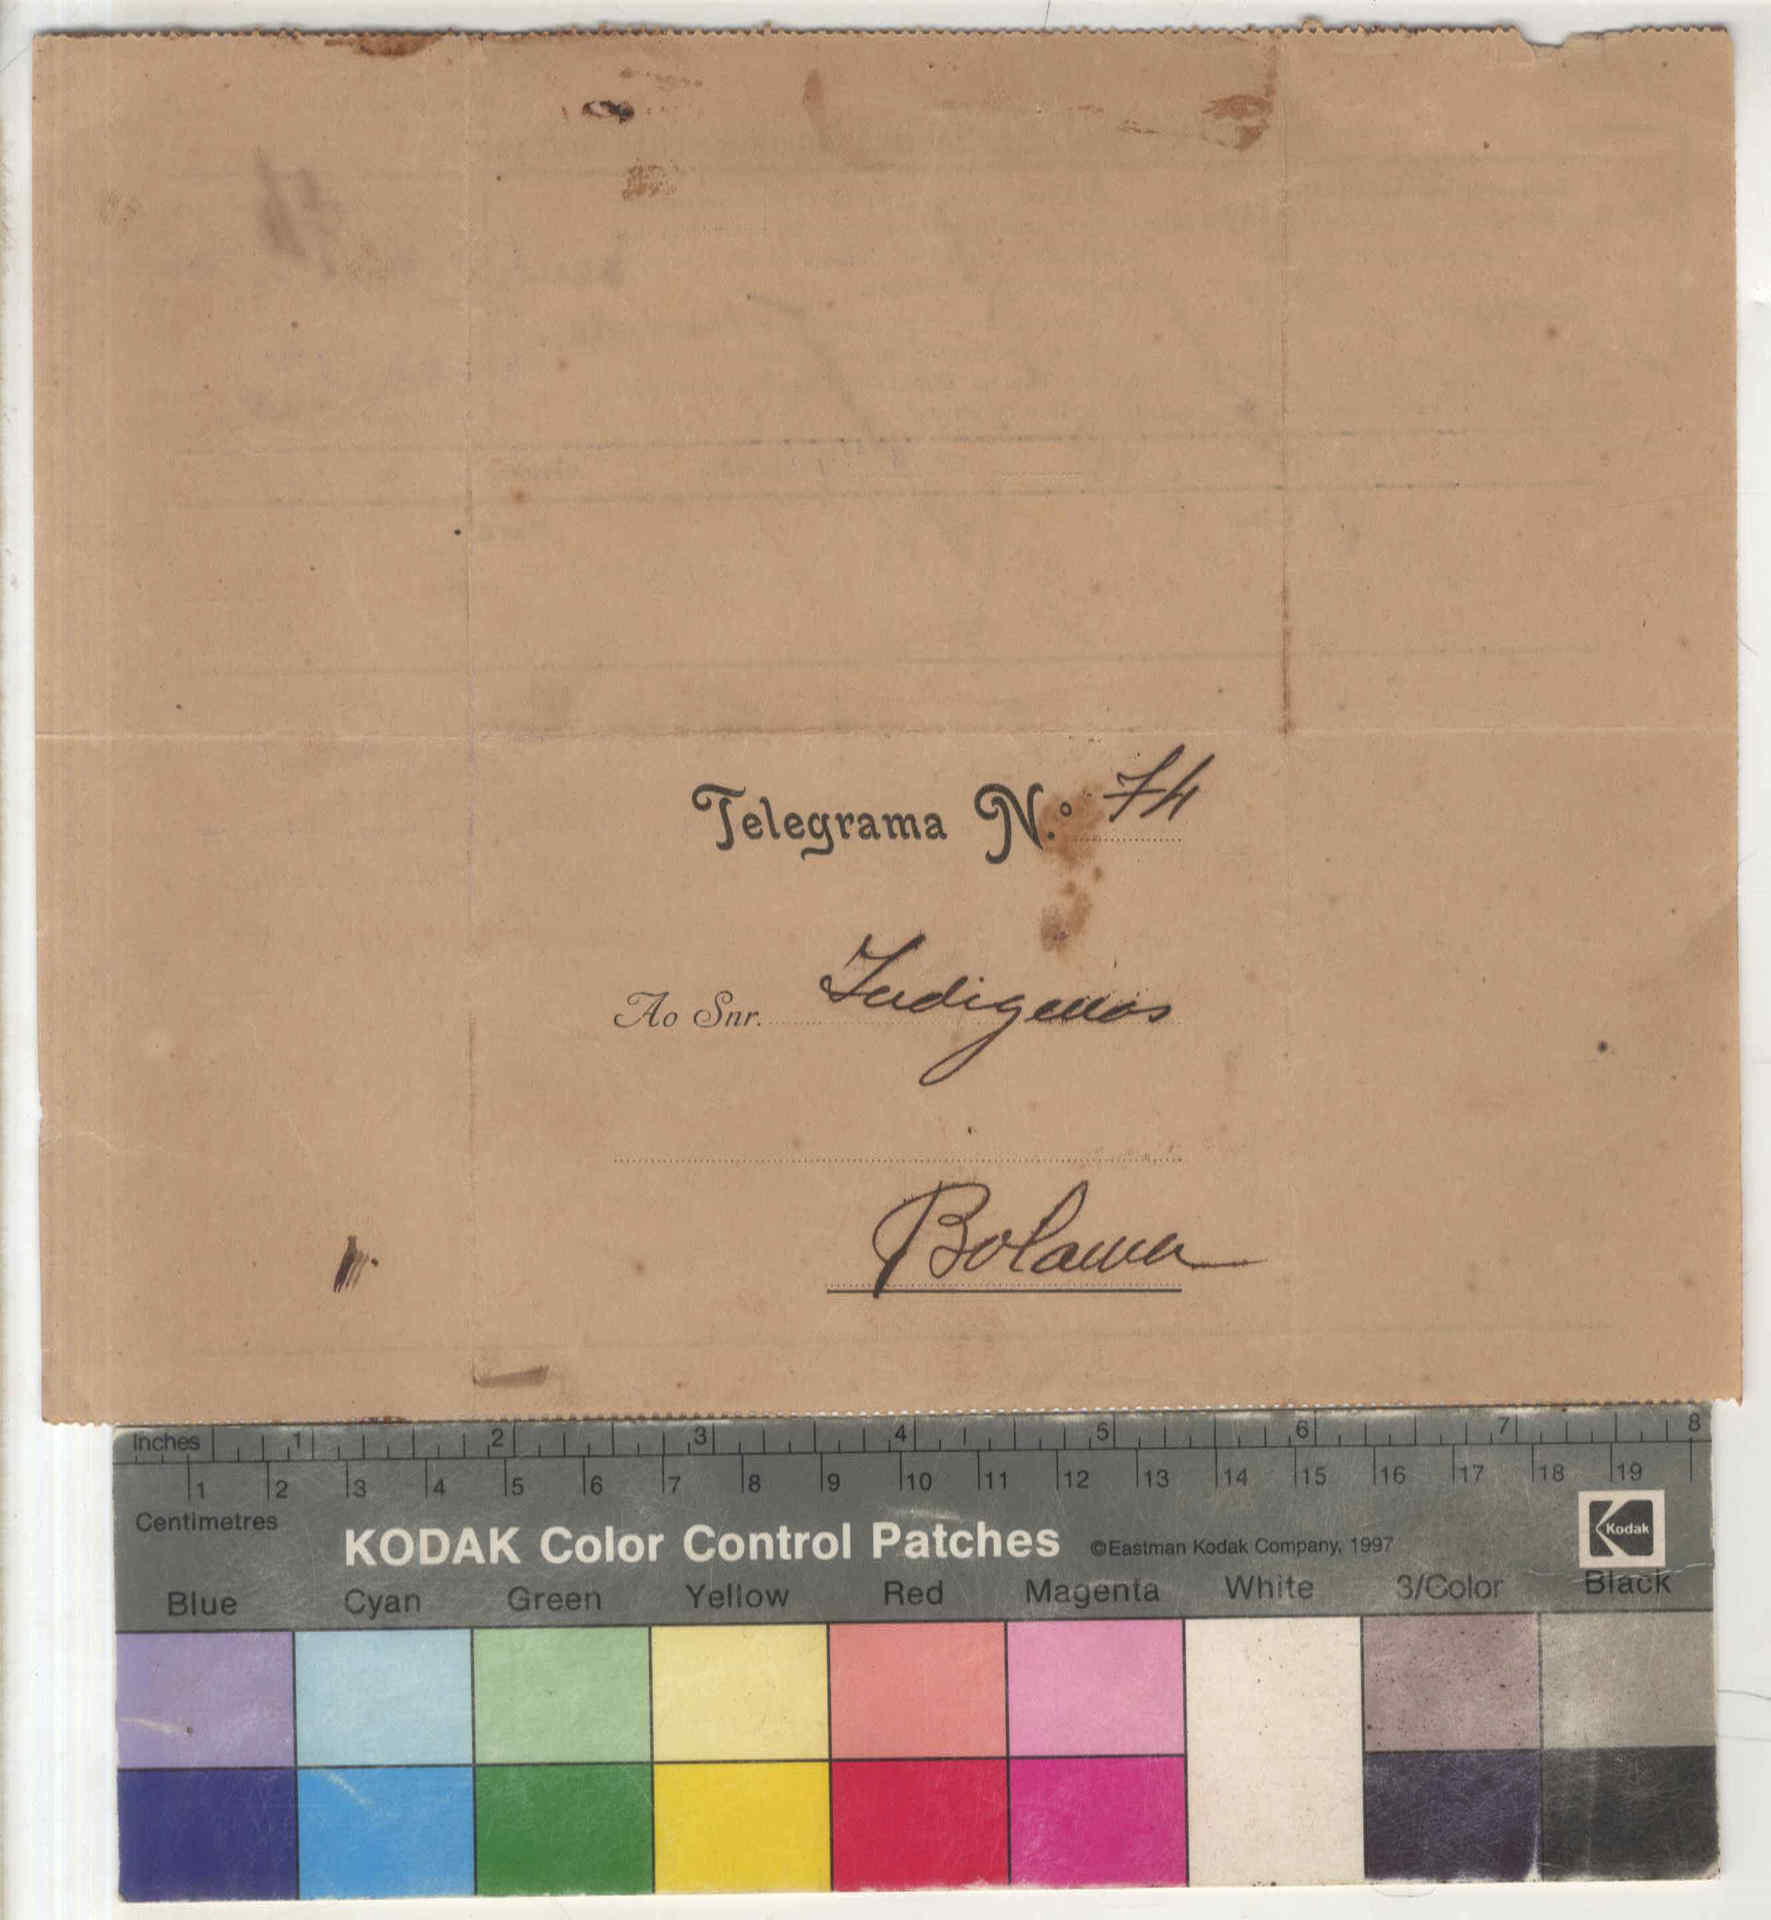 Telegrama N.º 74
Ao Snr. Indigenas
Bolama
Inches 1 2 3 4 5 6 7 8
1 2 3 4 5 6 7 8 9 10 11 12 13 14 15 16 17 18 19
Centimetres
KODAK Color Control Patches ©Eastman Kodak Company, 1997 Kodak
Blue Cyan Green Yellow Red Magenta White 3/Color Black